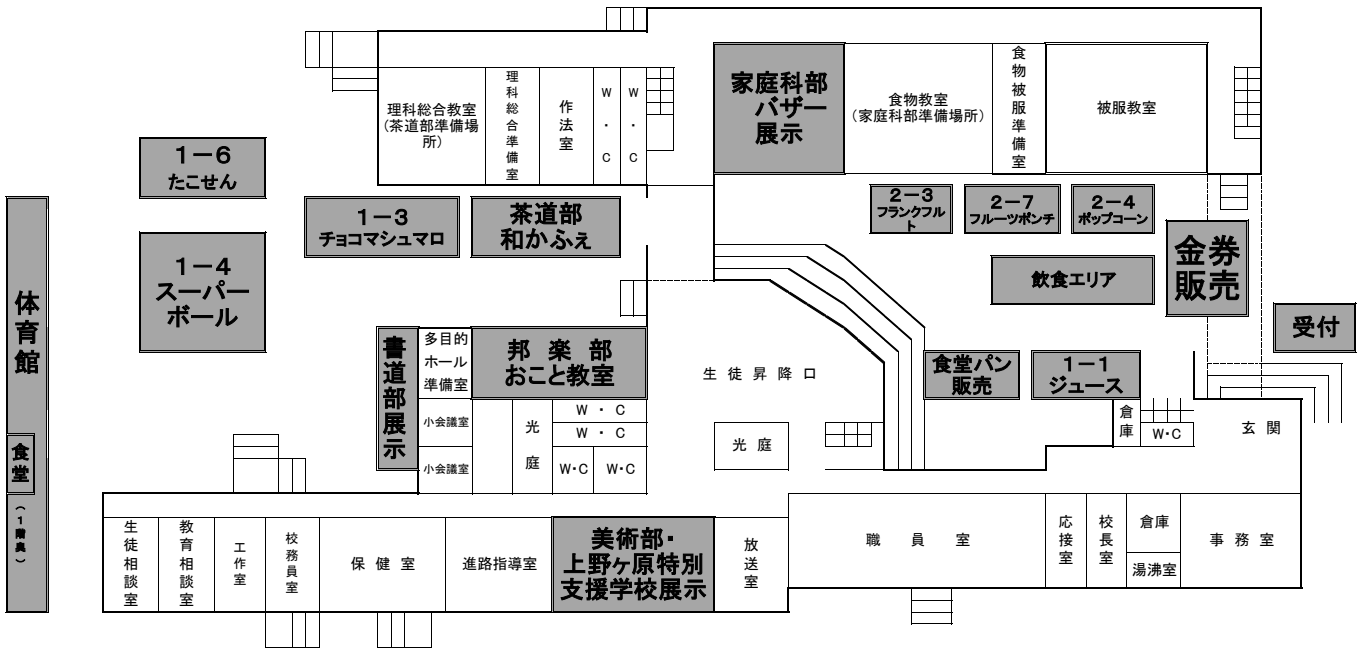 理科総合教室
(茶道部準備場
所)
理科総合準備室
作法室
W・C
W・C
家庭科部
バザー
展示
食物教室
(家庭科部準備場所)
食物被服準備室
被服教室
1－6
たこせん
1－4
スーパー
ボール
1－3
チョコマシュマロ
茶道部
和かふぇ
2－3
フランクフル
ト
2－7
フルーツポンチ
2－4
ポップコーン
金券
販売
飲食エリア
受付
体育館
食堂
(1階奥)
書道部展示
多目的
ホール
準備室
邦楽部
おこと教室
小会議室
小会議室
光庭
W・C
W・C
W・C
W・C
生徒昇降口
光庭
食堂パン
販売
1－1
ジュース
倉庫
W・C
玄関
生徒相談室
教育相談室
工作室
校務員室
保健室
進路指導室
美術部・
上野ヶ原特別
支援学校展示
放送室
職員室
応接室
校長室
倉庫
湯沸室
事務室